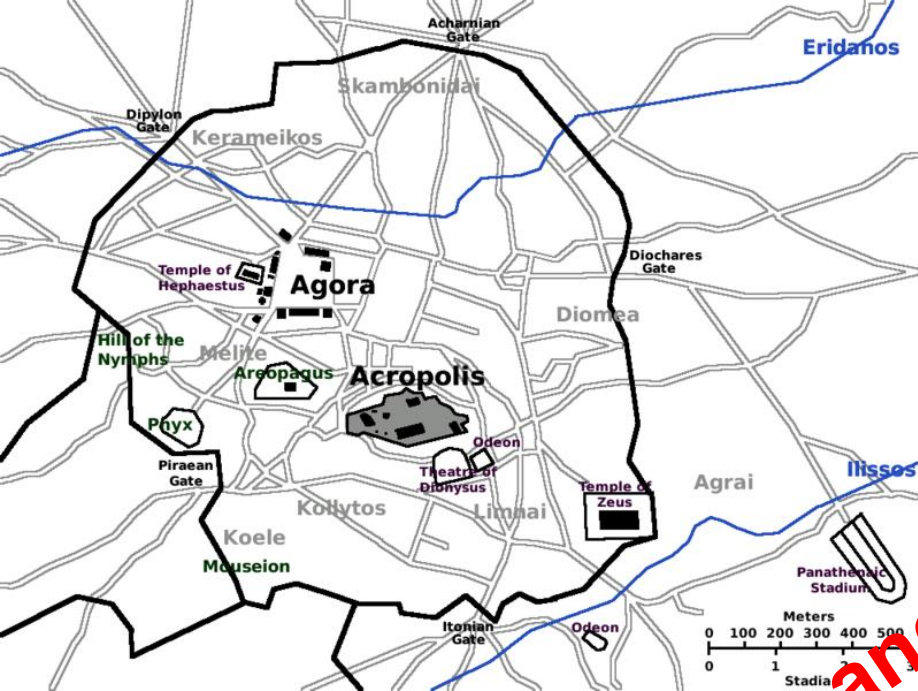 Acharnian
Gate
Eridanos
Skambonidai
Dipylon
Gate
Kerameikos
Diochares
Gate
Temple of
Hephaestus
Agora
Diomea
Hill of the
Nymphs
Melite
Areopagus
Acropolis
Phyx
Odeon
Piraean
Gate
Theatre of
Dionysus
Temple of
Zeus
Agrai
Ilissos
Kollytos
Limnai
Koele
Mouseion
Panathenaic
Stadium
Itonian
Gate
Odeon
Meters
0 100 200 300 400 500
0 1 2
Stadia